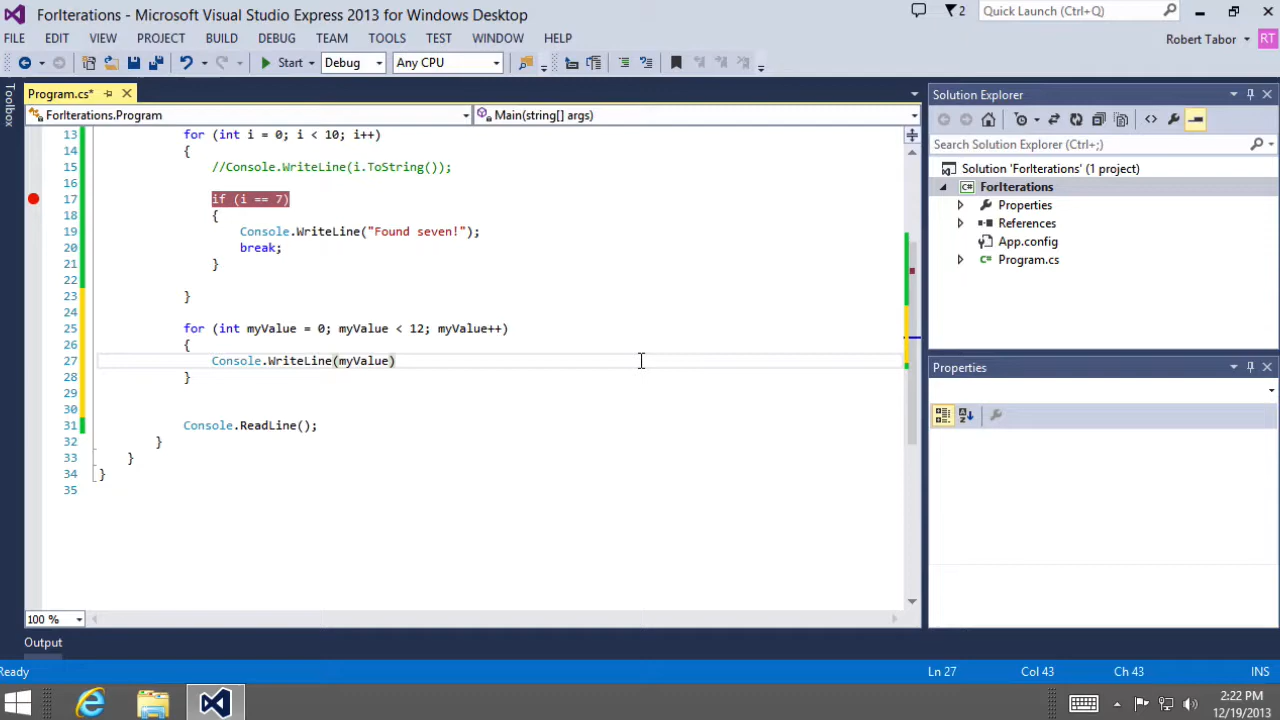 ForIterations - Microsoft Visual Studio Express 2013 for Windows Desktop
2
Quick Launch (Ctrl+Q)
FILE EDIT VIEW PROJECT BUILD DEBUG TEAM TOOLS TEST WINDOW HELP
Robert Tabor RT
Start Debug Any CPU
Toolbox
Program.cs*
ForIterations.Program
Main(string[] args)
13 for (int i = 0; i < 10; i++)
14 {
15 //Console.WriteLine(i.ToString());
16
17 if (i == 7)
18 {
19 Console.WriteLine("Found seven!");
20 break;
21 }
22
23 }
24
25 for (int myValue = 0; myValue < 12; myValue++)
26 {
27 Console.WriteLine(myValue)
28 }
29
30
31 Console.ReadLine();
32 }
33 }
34 }
35
100 %
Solution Explorer
Search Solution Explorer (Ctrl+;)
Solution 'ForIterations' (1 project)
C# ForIterations
Properties
References
App.config
C# Program.cs
Properties
Output
Ready
Ln 27
Col 43
Ch 43
INS
2:22 PM
12/19/2013